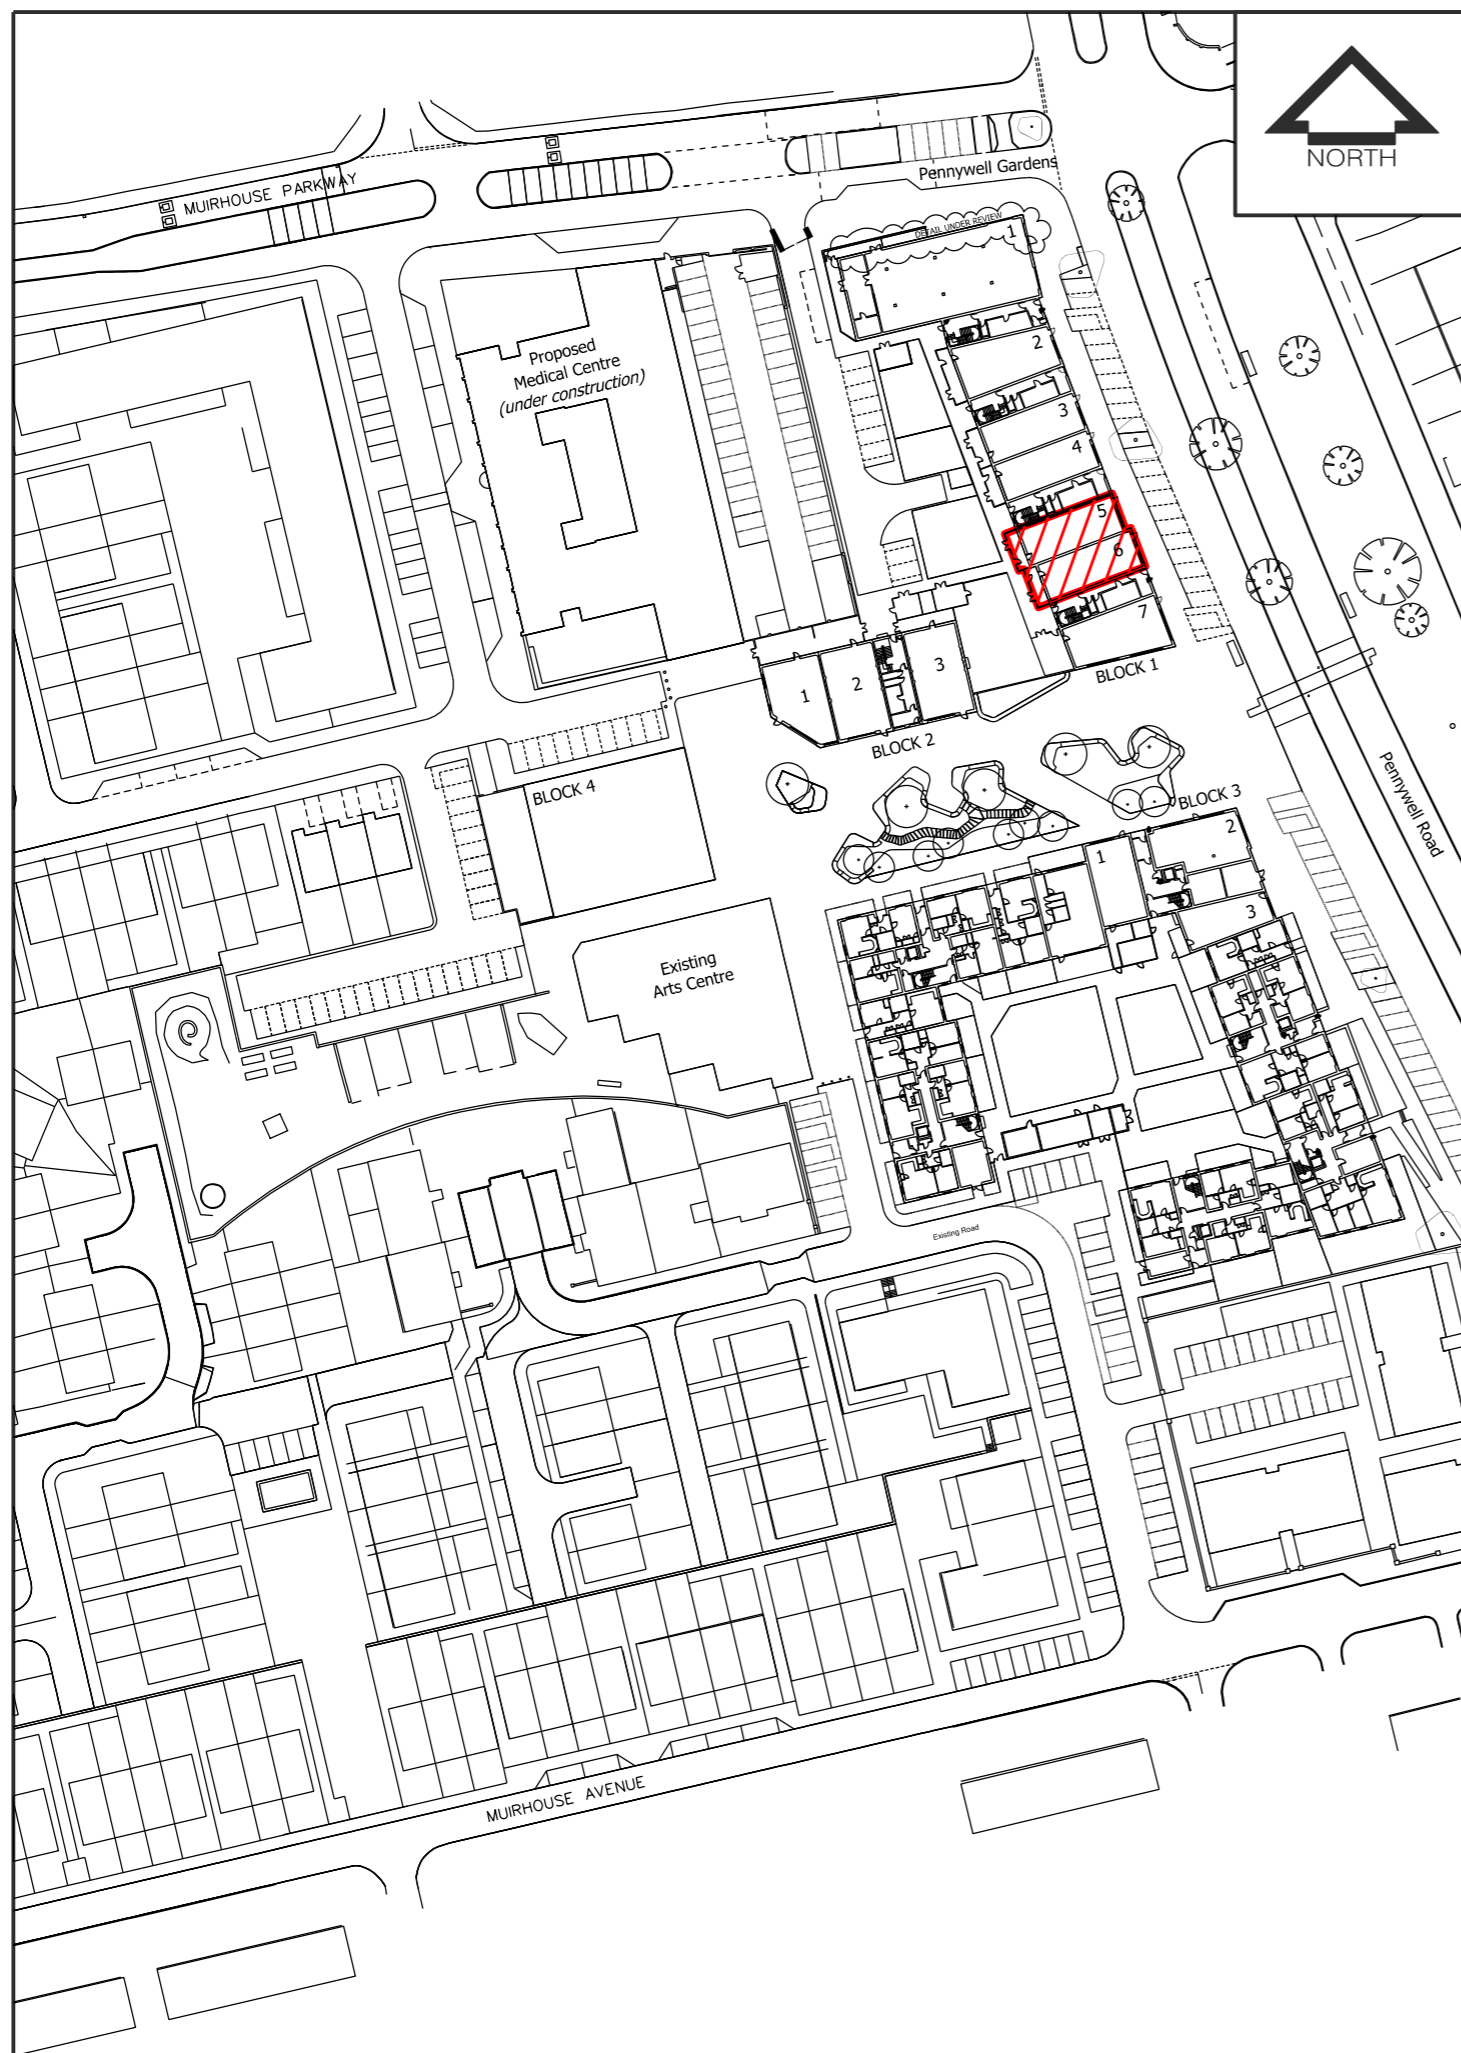 NORTH
MUIRHOUSE PARKWAY
Pennywell Gardens
DETAIL UNDER REVIEW
1
2
3
4
5
6
7
BLOCK 1
Proposed
Medical Centre
(under construction)
1
2
3
BLOCK 2
BLOCK 4
BLOCK 3
1
2
3
Pennywell Road
Existing
Arts Centre
Existing Road
MUIRHOUSE AVENUE